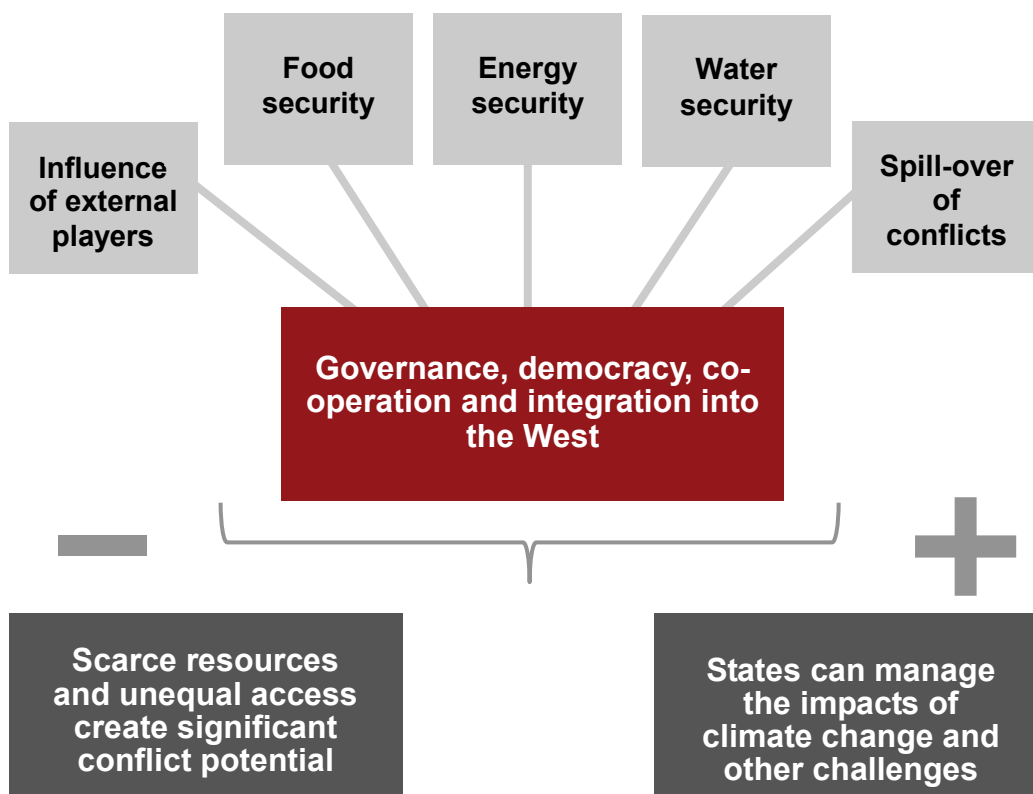 Influence
of external
players
Food
security
Energy
security
Water
security
Spill-over
of
conflicts
Governance, democracy, co-
operation and integration into
the West
Scarce resources
and unequal access
create significant
conflict potential
States can manage
the impacts of
climate change and
other challenges